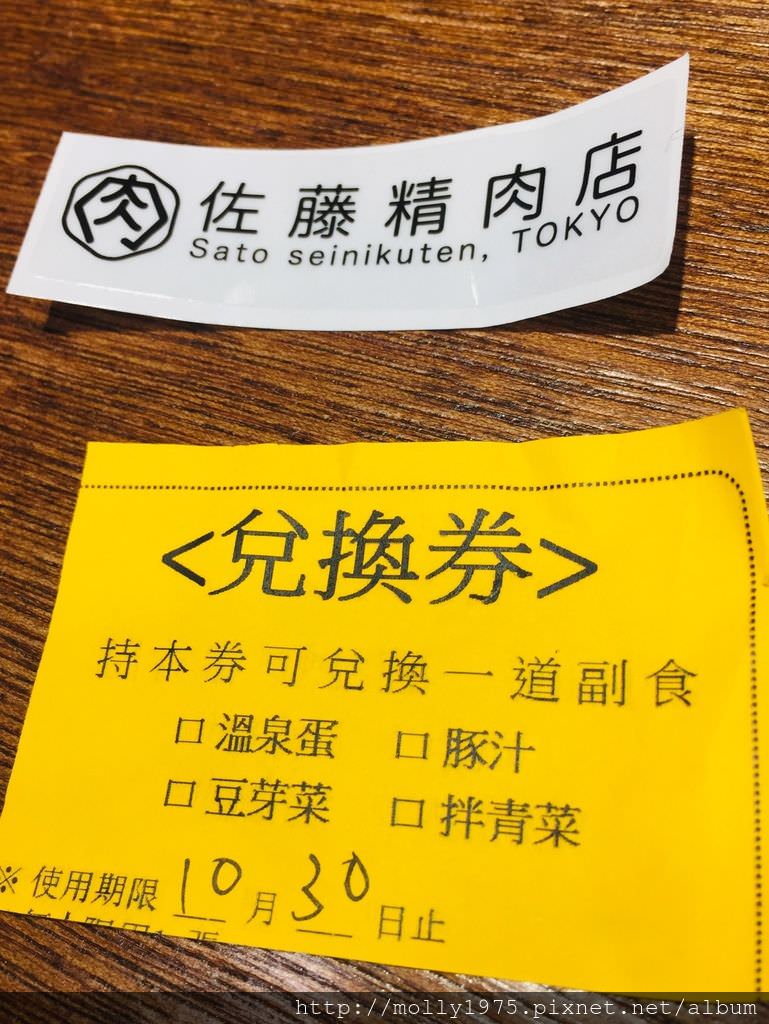 肉 佐藤精肉店
Sato seinikuten, TOKYO
<兌換券>
持本券可兌換一道副食
□ 溫泉蛋 □ 豚汁
□ 豆芽菜 □ 拌青菜
※ 使用期限 10 月 30 日止
http://molly1975.pixnet.net/album